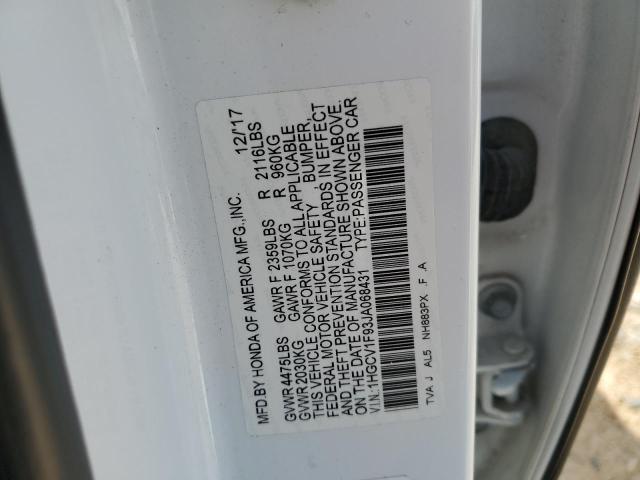 MFD.BY HONDA OF AMERICA MFG.,INC. 12/'17
GVWR 4475LBS GAWR F 2359LBS R 2116LBS
GVWR 2030KG GAWR F 1070KG R 960KG
THIS VEHICLE CONFORMS TO ALL APPLICABLE
FEDERAL MOTOR VEHICLE SAFETY , BUMPER,
AND THEFT PREVENTION STANDARDS IN EFFECT
ON THE DATE OF MANUFACTURE SHOWN ABOVE.
V.I.N.:1HGCV1F93JA068431 TYPE:PASSENGER CAR
TVA J AL5 NH883PX .F .A